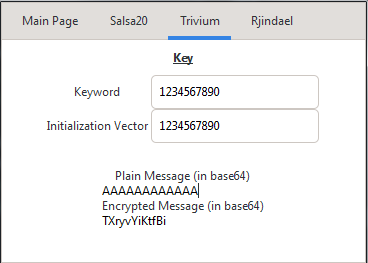 Main Page Salsa20 Trivium Rjindael
Key
Keyword 1234567890
Initialization Vector 1234567890
Plain Message (in base64)
AAAAAAAAAAAA
Encrypted Message (in base64)
TXryvYiKtfBi